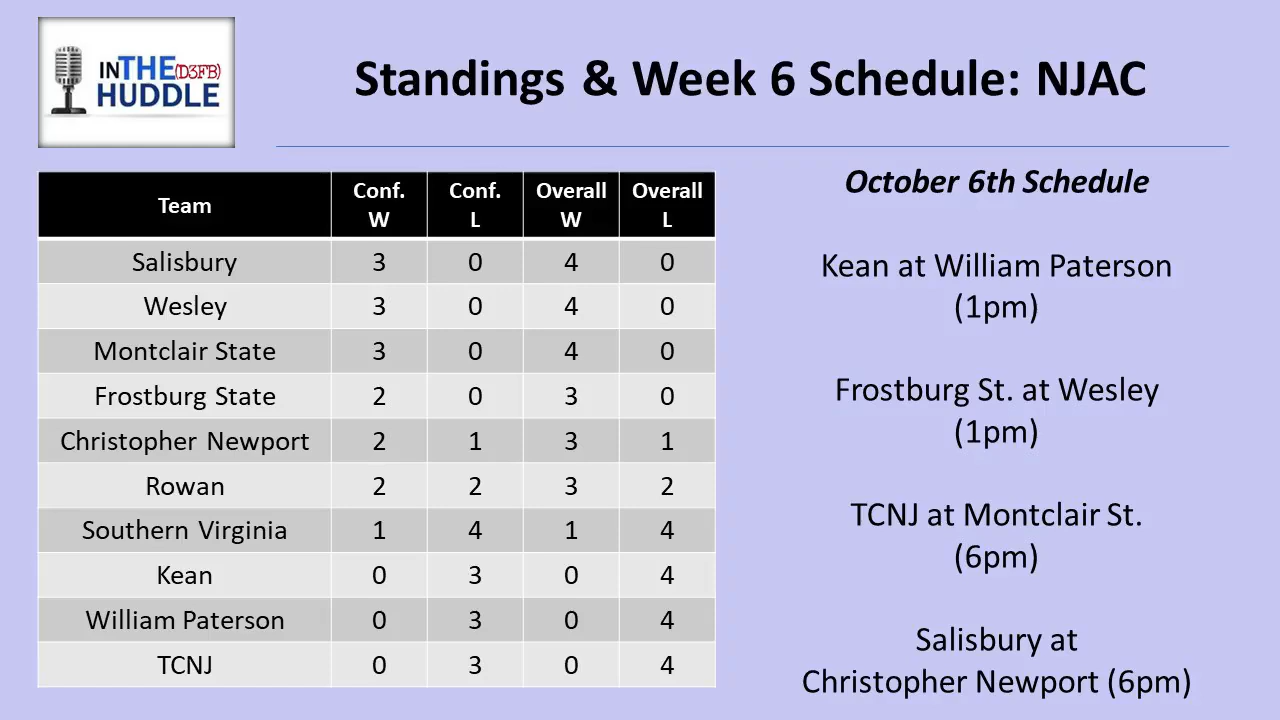 INTHE(D3FB)
HUDDLE
Standings & Week 6 Schedule: NJAC
Team Conf. W Conf. L Overall W Overall L
Salisbury 3 0 4 0
Wesley 3 0 4 0
Montclair State 3 0 4 0
Frostburg State 2 0 3 0
Christopher Newport 2 1 3 1
Rowan 2 2 3 2
Southern Virginia 1 4 1 4
Kean 0 3 0 4
William Paterson 0 3 0 4
TCNJ 0 3 0 4
October 6th Schedule
Kean at William Paterson
(1pm)
Frostburg St. at Wesley
(1pm)
TCNJ at Montclair St.
(6pm)
Salisbury at
Christopher Newport (6pm)